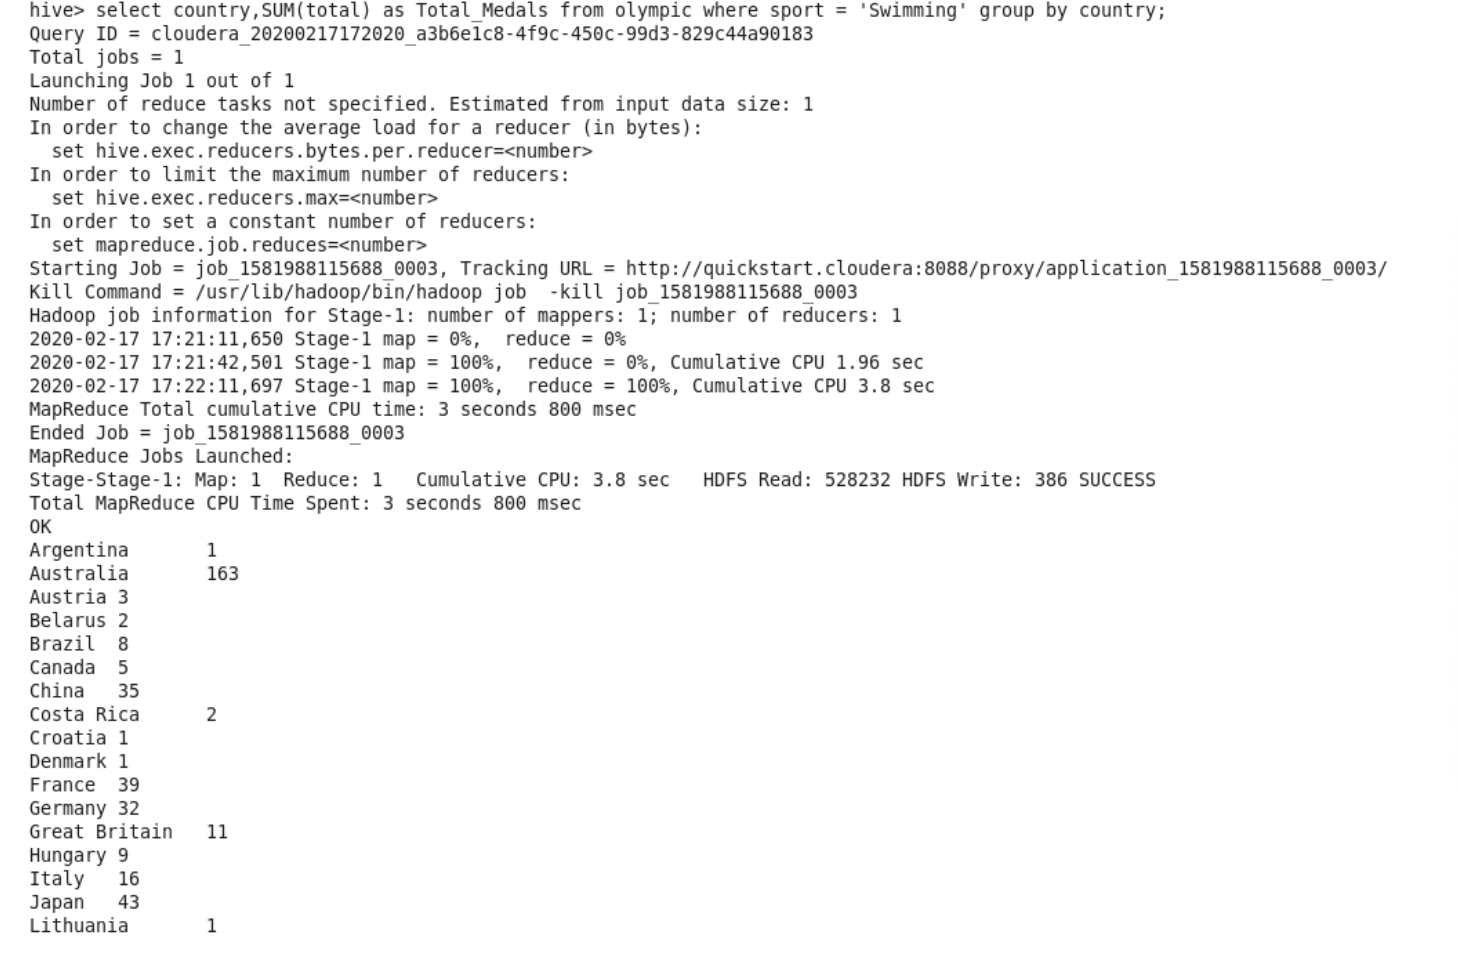 hive> select country,SUM(total) as Total_Medals from olympic where sport = 'Swimming' group by country;
Query ID = cloudera_20200217172020_a3b6e1c8-4f9c-450c-99d3-829c44a90183
Total jobs = 1
Launching Job 1 out of 1
Number of reduce tasks not specified. Estimated from input data size: 1
In order to change the average load for a reducer (in bytes):
  set hive.exec.reducers.bytes.per.reducer=<number>
In order to limit the maximum number of reducers:
  set hive.exec.reducers.max=<number>
In order to set a constant number of reducers:
  set mapreduce.job.reduces=<number>
Starting Job = job_1581988115688_0003, Tracking URL = http://quickstart.cloudera:8088/proxy/application_1581988115688_0003/
Kill Command = /usr/lib/hadoop/bin/hadoop job  -kill job_1581988115688_0003
Hadoop job information for Stage-1: number of mappers: 1; number of reducers: 1
2020-02-17 17:21:11,650 Stage-1 map = 0%,  reduce = 0%
2020-02-17 17:21:42,501 Stage-1 map = 100%,  reduce = 0%, Cumulative CPU 1.96 sec
2020-02-17 17:22:11,697 Stage-1 map = 100%,  reduce = 100%, Cumulative CPU 3.8 sec
MapReduce Total cumulative CPU time: 3 seconds 800 msec
Ended Job = job_1581988115688_0003
MapReduce Jobs Launched:
Stage-Stage-1: Map: 1  Reduce: 1   Cumulative CPU: 3.8 sec   HDFS Read: 528232 HDFS Write: 386 SUCCESS
Total MapReduce CPU Time Spent: 3 seconds 800 msec
OK
Argentina	1
Australia	163
Austria	3
Belarus	2
Brazil	8
Canada	5
China	35
Costa Rica	2
Croatia	1
Denmark	1
France	39
Germany	32
Great Britain	11
Hungary	9
Italy	16
Japan	43
Lithuania	1